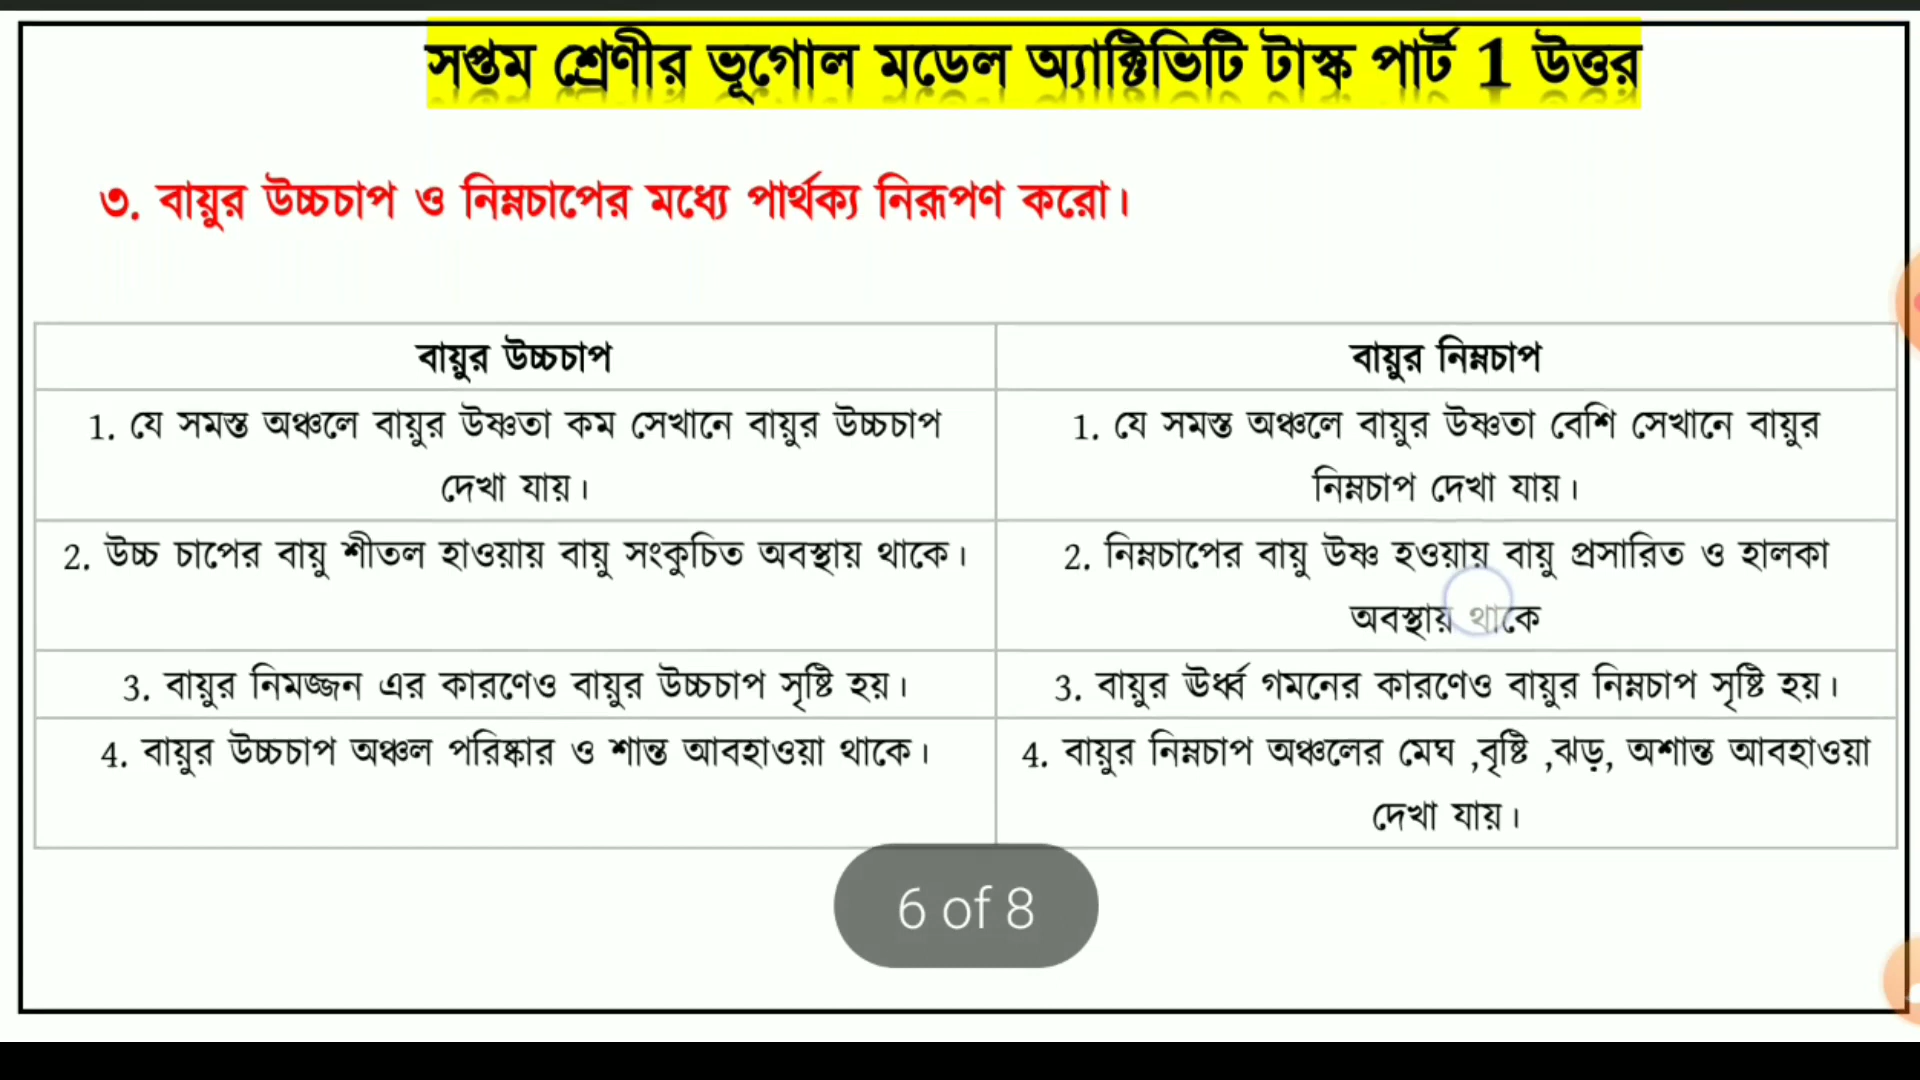 সপ্তম শ্রেণীর ভূগোল মডেল অ্যাক্টিভিটি টাস্ক পার্ট 1 উত্তর
৩. বায়ুর উচ্চচাপ ও নিম্নচাপের মধ্যে পার্থক্য নিরূপণ করো।
বায়ুর উচ্চচাপ
বায়ুর নিম্নচাপ
1. যে সমস্ত অঞ্চলে বায়ুর উষ্ণতা কম সেখানে বায়ুর উচ্চচাপ
দেখা যায়।
1. যে সমস্ত অঞ্চলে বায়ুর উষ্ণতা বেশি সেখানে বায়ুর
নিম্নচাপ দেখা যায়।
2. উচ্চ চাপের বায়ু শীতল হাওয়ায় বায়ু সংকুচিত অবস্থায় থাকে।
2. নিম্নচাপের বায়ু উষ্ণ হওয়ায় বায়ু প্রসারিত ও হালকা
অবস্থায় থাকে
3. বায়ুর নিমজ্জন এর কারণেও বায়ুর উচ্চচাপ সৃষ্টি হয়।
3. বায়ুর ঊর্ধ্ব গমনের কারণেও বায়ুর নিম্নচাপ সৃষ্টি হয়।
4. বায়ুর উচ্চচাপ অঞ্চল পরিষ্কার ও শান্ত আবহাওয়া থাকে।
4. বায়ুর নিম্নচাপ অঞ্চলের মেঘ ,বৃষ্টি ,ঝড়, অশান্ত আবহাওয়া
দেখা যায়।
6 of 8